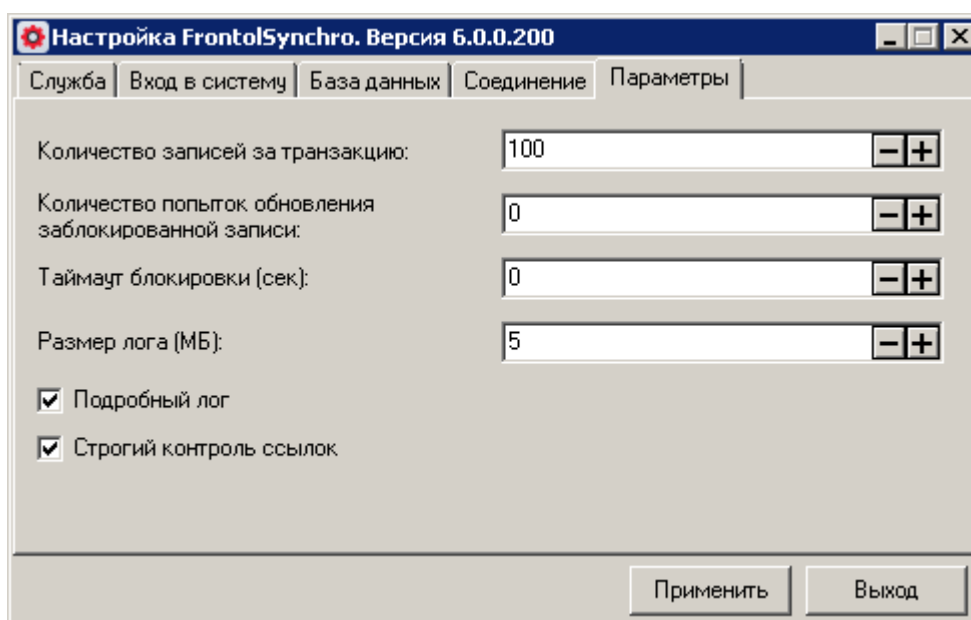 Настройка FrontolSynchro. Версия 6.0.0.200
Служба Вход в систему База данных Соединение Параметры
Количество записей за транзакцию: 100
Количество попыток обновления
заблокированной записи: 0
Таймаут блокировки (сек): 0
Размер лога (МБ): 5
Подробный лог
Строгий контроль ссылок
Применить Выход